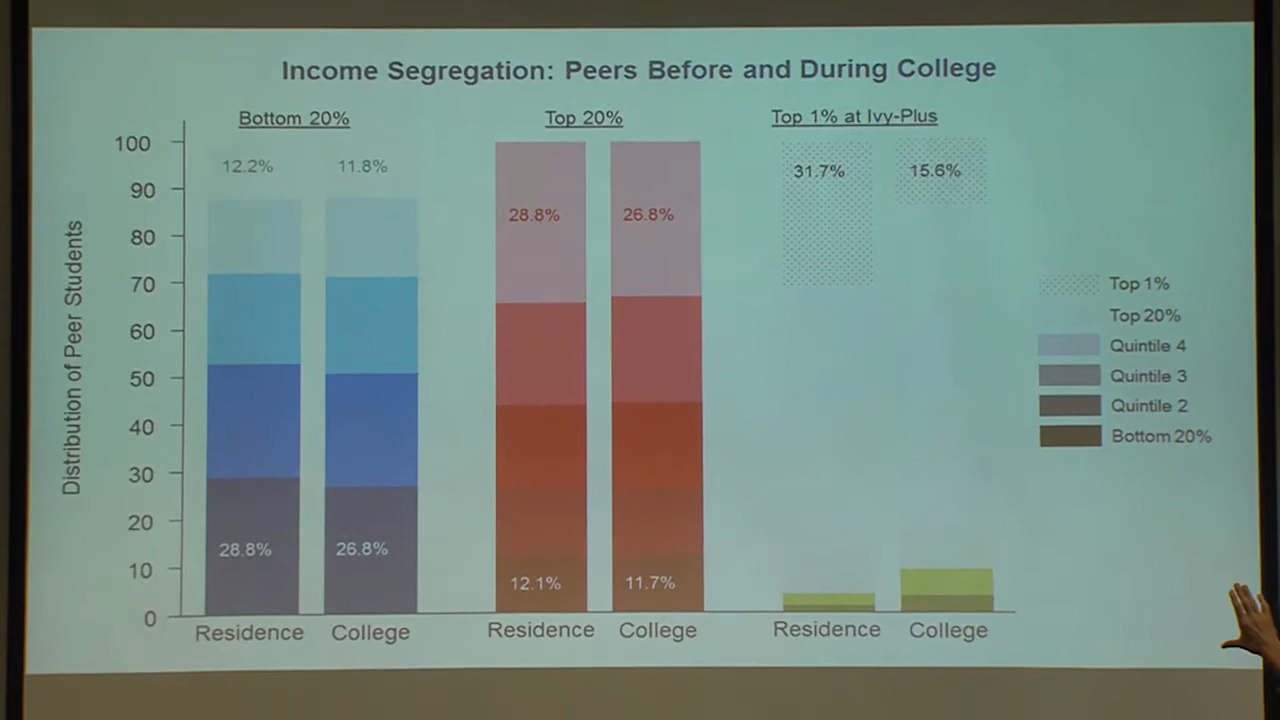 Income Segregation: Peers Before and During College
Bottom 20%
Top 20%
Top 1% at Ivy-Plus
Distribution of Peer Students
100
90
80
70
60
50
40
30
20
10
0
12.2%
11.8%
28.8%
26.8%
28.8%
26.8%
12.1%
11.7%
31.7%
15.6%
Residence
College
Residence
College
Residence
College
Top 1%
Top 20%
Quintile 4
Quintile 3
Quintile 2
Bottom 20%